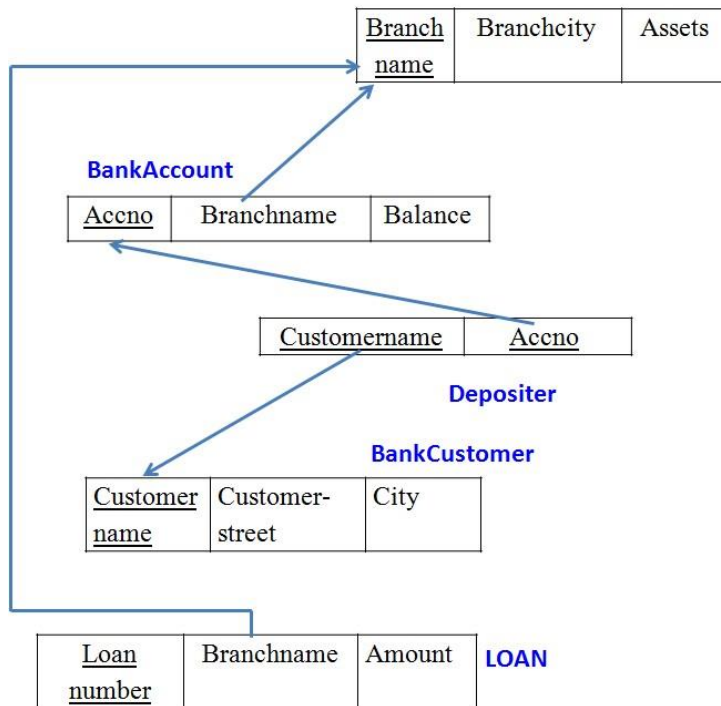 Branch name Branchcity Assets
BankAccount
Accno Branchname Balance
Customername Accno
Depositer
BankCustomer
Customer name Customer-street City
Loan number Branchname Amount LOAN